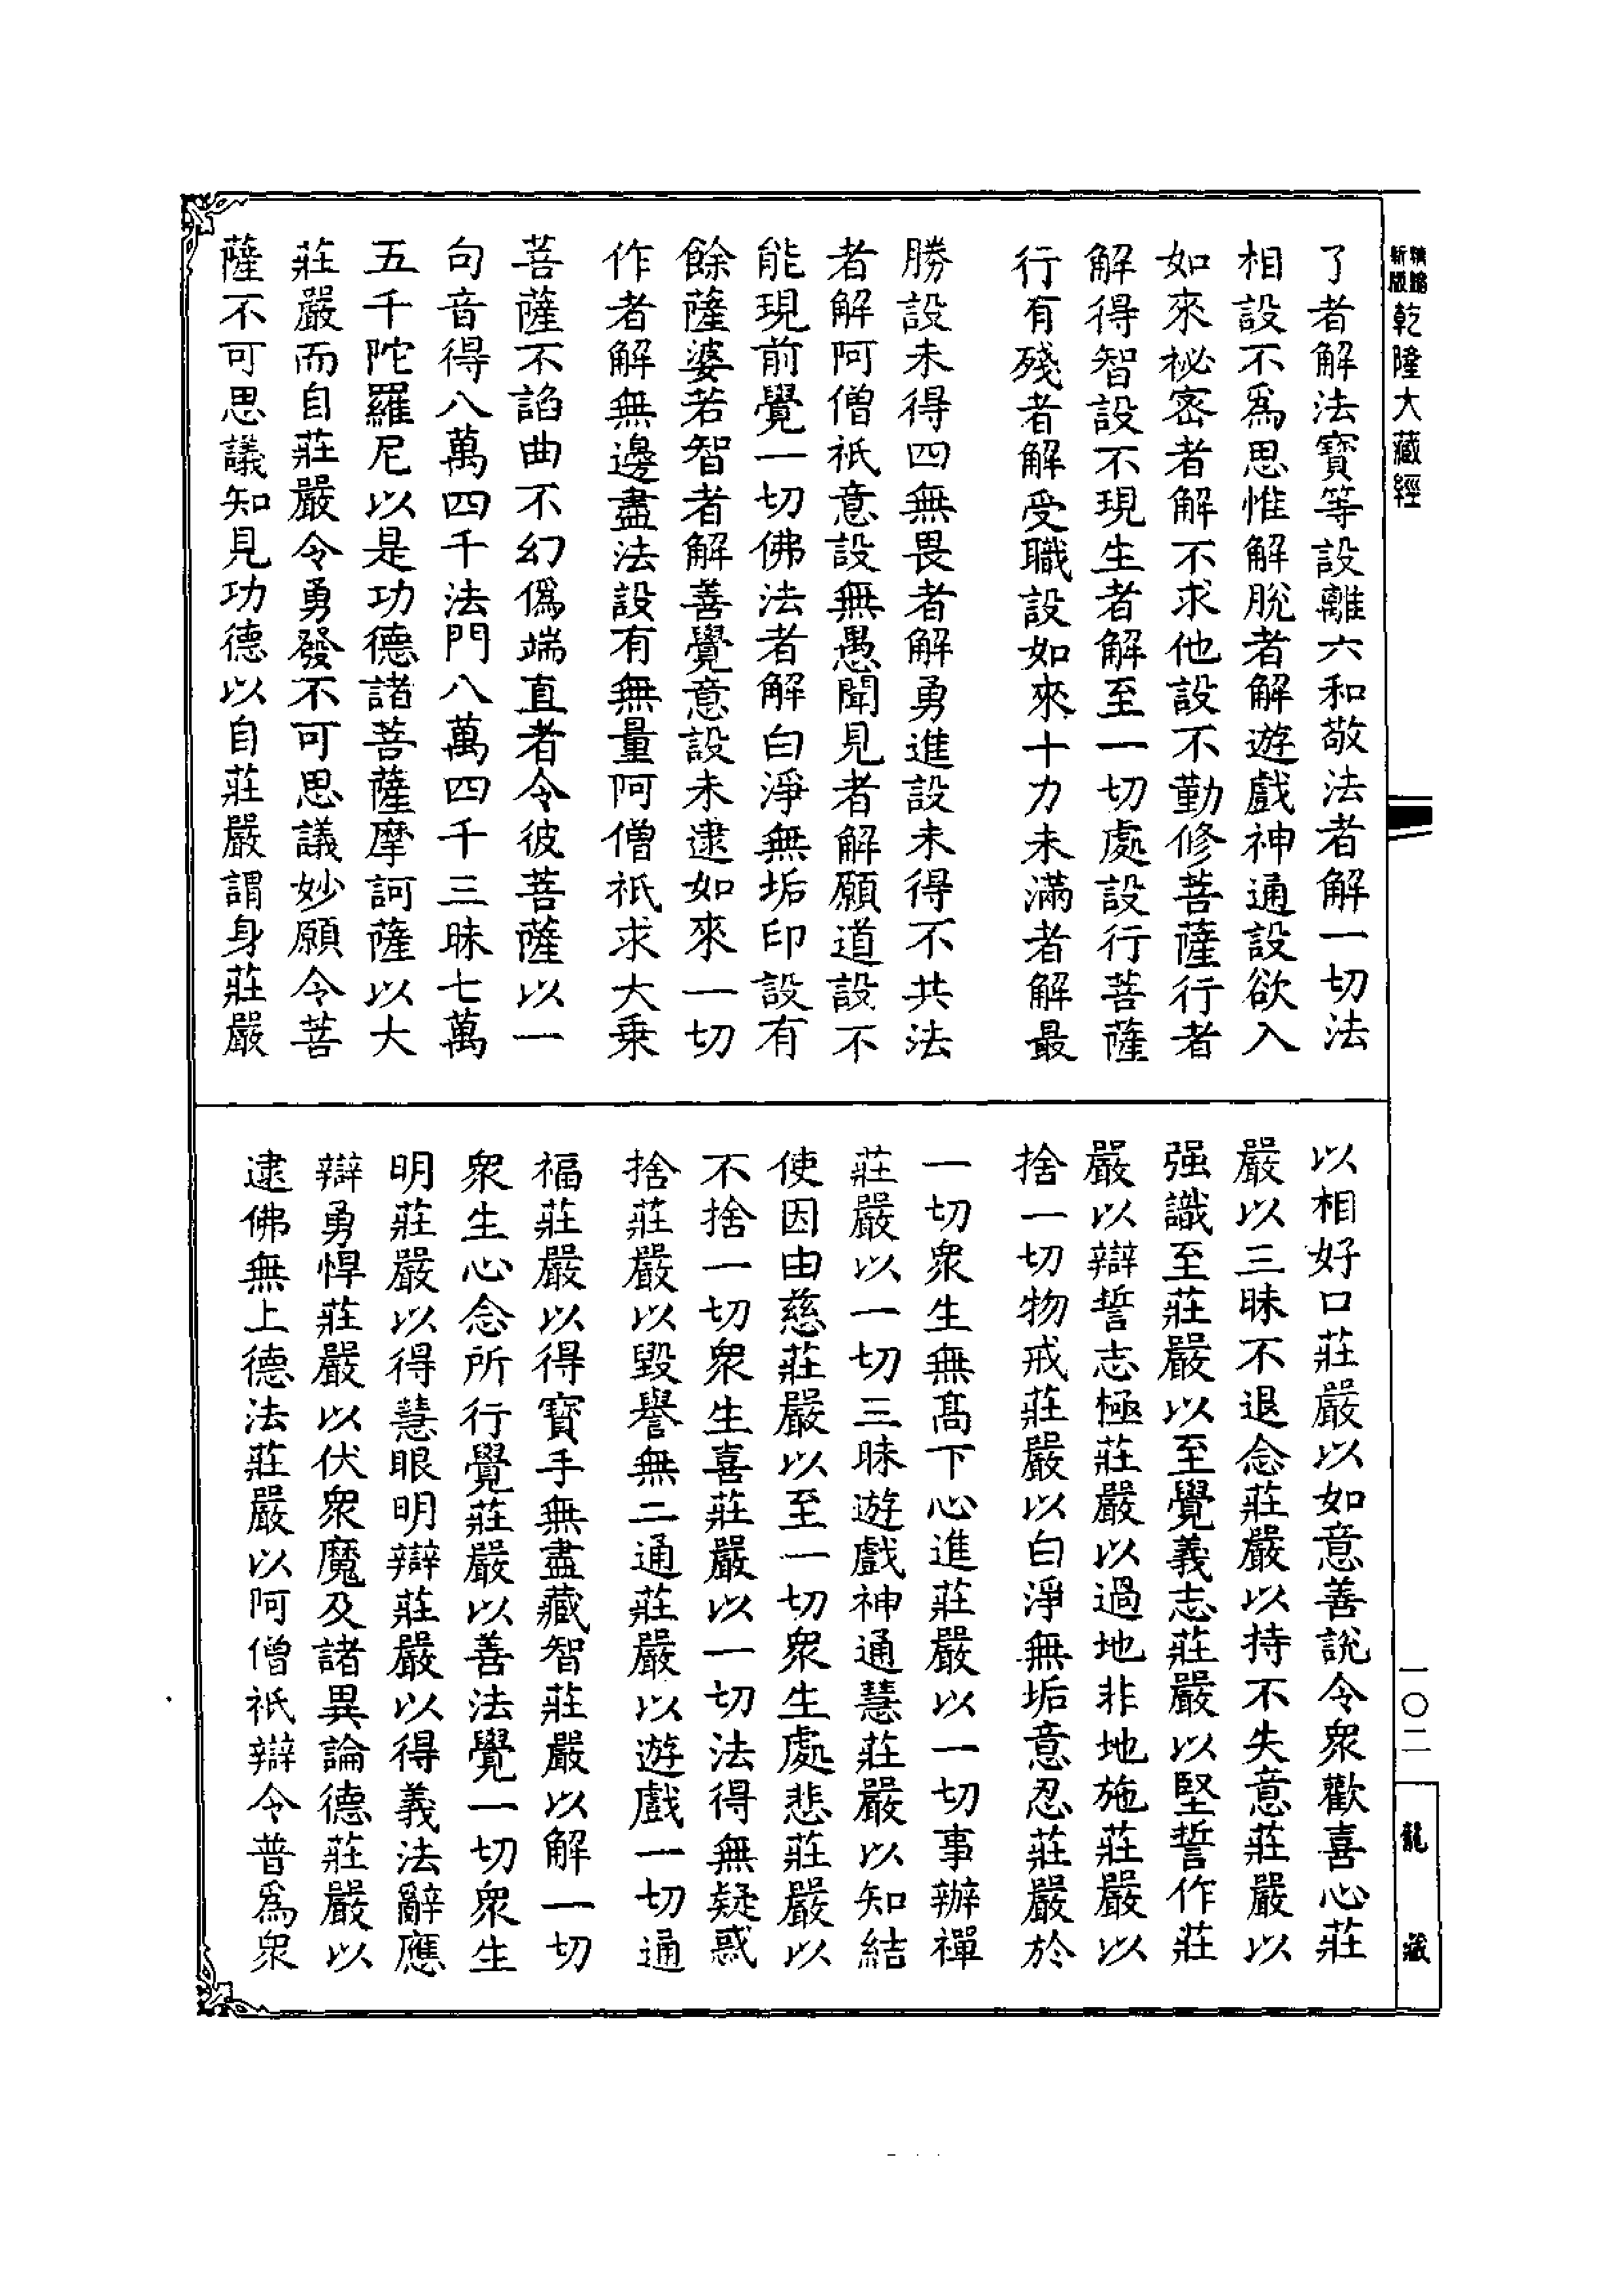 新版
精縮
乾隆大藏經
了者解法寶等設離六和敬法者解一切法
相設不爲思惟解脫者解遊戲神通設欲入
如來祕密者解不求他設不勤修菩薩行者
解得智設不現生者解至一切處設行菩薩
行有殘者解受職設如來十力未滿者解最
勝設未得四無畏者解勇進設未得不共法
者解阿僧祇意設無愚聞見者解願道設不
能現前覺一切佛法者解白淨無垢印設有
餘薩婆若智者解善覺意設未逮如來一切
作者解無邊盡法設有無量阿僧祇求大乗
菩薩不諂曲不幻僞端直者令彼菩薩以一
句音得八萬四千法門八萬四千三昧七萬
五千陀羅尼以是功德諸菩薩摩訶薩以大
莊嚴而自莊嚴令勇發不可思議妙願令菩
薩不可思議知見功德以自莊嚴謂身莊嚴
以相好口莊嚴以如意善說令衆歡喜心莊
嚴以三昧不退念莊嚴以持不失意莊嚴以
强識至莊嚴以至覺義志莊嚴以堅誓作莊
嚴以辯誓志極莊嚴以過地非地施莊嚴以
捨一切物戒莊嚴以白淨無垢意忍莊嚴於
一切衆生無髙下心進莊嚴以一切事辦禪
莊嚴以一切三昧遊戲神通慧莊嚴以知結
使因由慈莊嚴以至一切衆生處悲莊嚴以
不捨一切衆生喜莊嚴以一切法得無疑惑
捨莊嚴以毀譽無二通莊嚴以遊戲一切通
福莊嚴以得寶手無盡藏智莊嚴以解一切
衆生心念所行覺莊嚴以善法覺一切衆生
明莊嚴以得慧眼明辯莊嚴以得義法辭應
辯勇悍莊嚴以伏衆魔及諸異論德莊嚴以
逮佛無上德法莊嚴以阿僧祇辯令普爲衆
一〇二
龍藏